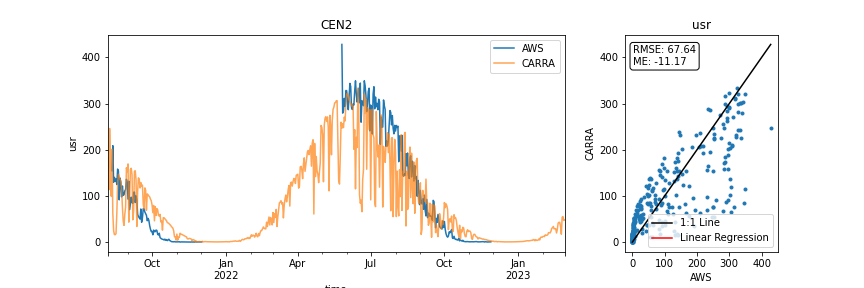 CEN2
usr
400
300
200
100
0
usr
AWS
CARRA
Oct
Jan
2022
Apr
Jul
Oct
Jan
2023
usr
RMSE: 67.64
ME: -11.17
400
300
200
100
0
CARRA
1:1 Line
Linear Regression
0
100
200
300
400
AWS